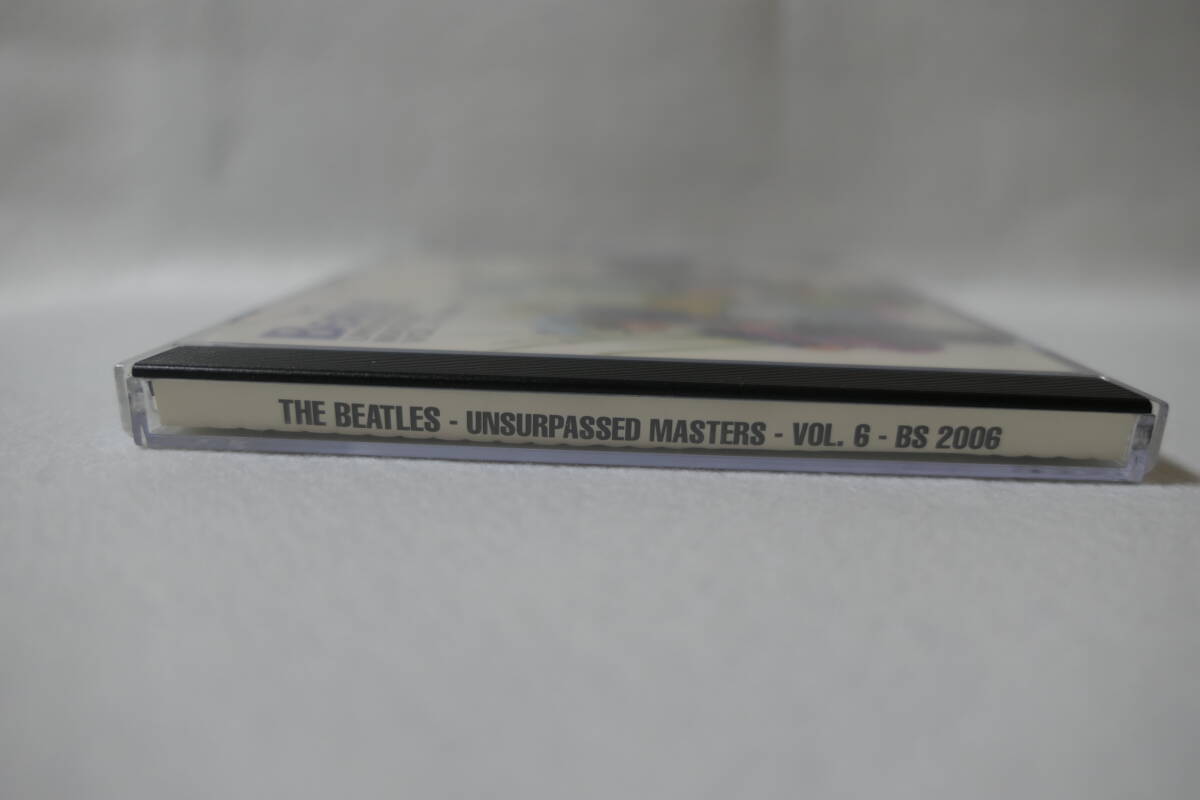 THE BEATLES - UNSURPASSED MASTERS - VOL. 6 - BS 2006